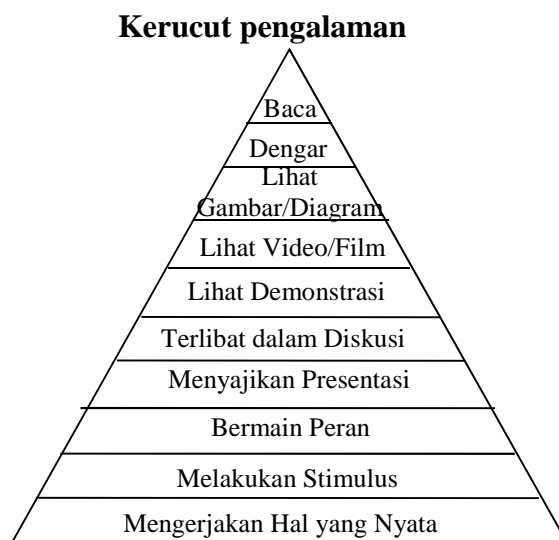 Kerucut pengalaman
Baca
Dengar
Lihat
Gambar/Diagram
Lihat Video/Film
Lihat Demonstrasi
Terlibat dalam Diskusi
Menyajikan Presentasi
Bermain Peran
Melakukan Stimulus
Mengerjakan Hal yang Nyata